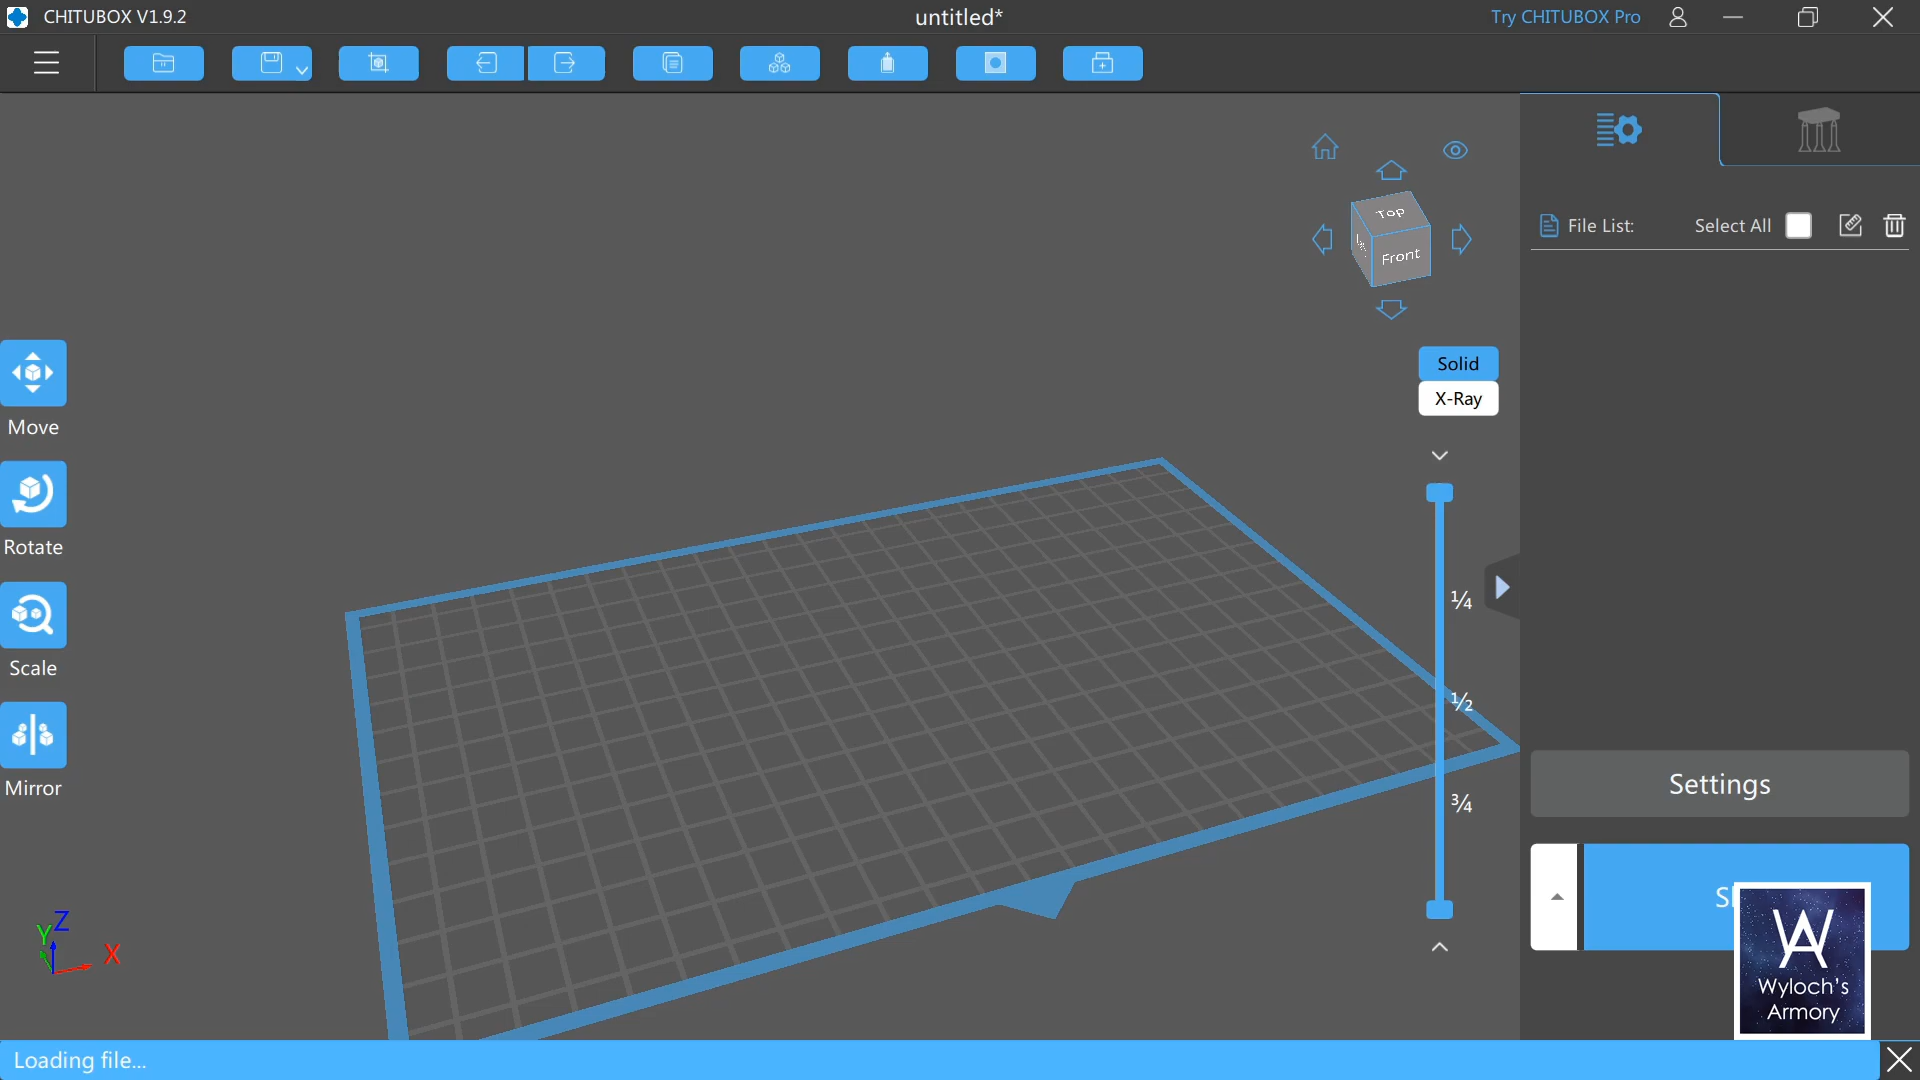 CHITUBOX V1.9.2
untitled*
Try CHITUBOX Pro
File List:
Select All
Top
Front
Solid
X-Ray
Move
Rotate
Scale
Mirror
¼
½
¾
Settings
Z
Y
X
Wyloch's
Armory
Loading file...